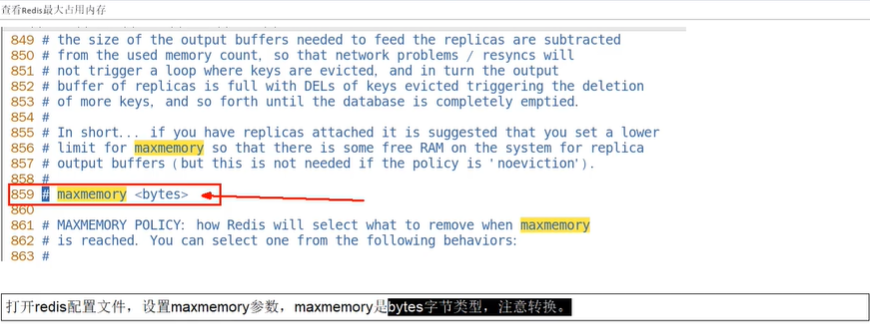 查看Redis最大占用内存
849 # the size of the output buffers needed to feed the replicas are subtracted
850 # from the used memory count, so that network problems / resyncs will
851 # not trigger a loop where keys are evicted, and in turn the output
852 # buffer of replicas is full with DELs of keys evicted triggering the deletion
853 # of more keys, and so forth until the database is completely emptied.
854 #
855 # In short... if you have replicas attached it is suggested that you set a lower
856 # limit for maxmemory so that there is some free RAM on the system for replica
857 # output buffers (but this is not needed if the policy is 'noeviction').
858 #
859 # maxmemory <bytes>
860
861 # MAXMEMORY POLICY: how Redis will select what to remove when maxmemory
862 # is reached. You can select one from the following behaviors:
863 #
打开redis配置文件，设置maxmemory参数，maxmemory是bytes字节类型，注意转换。